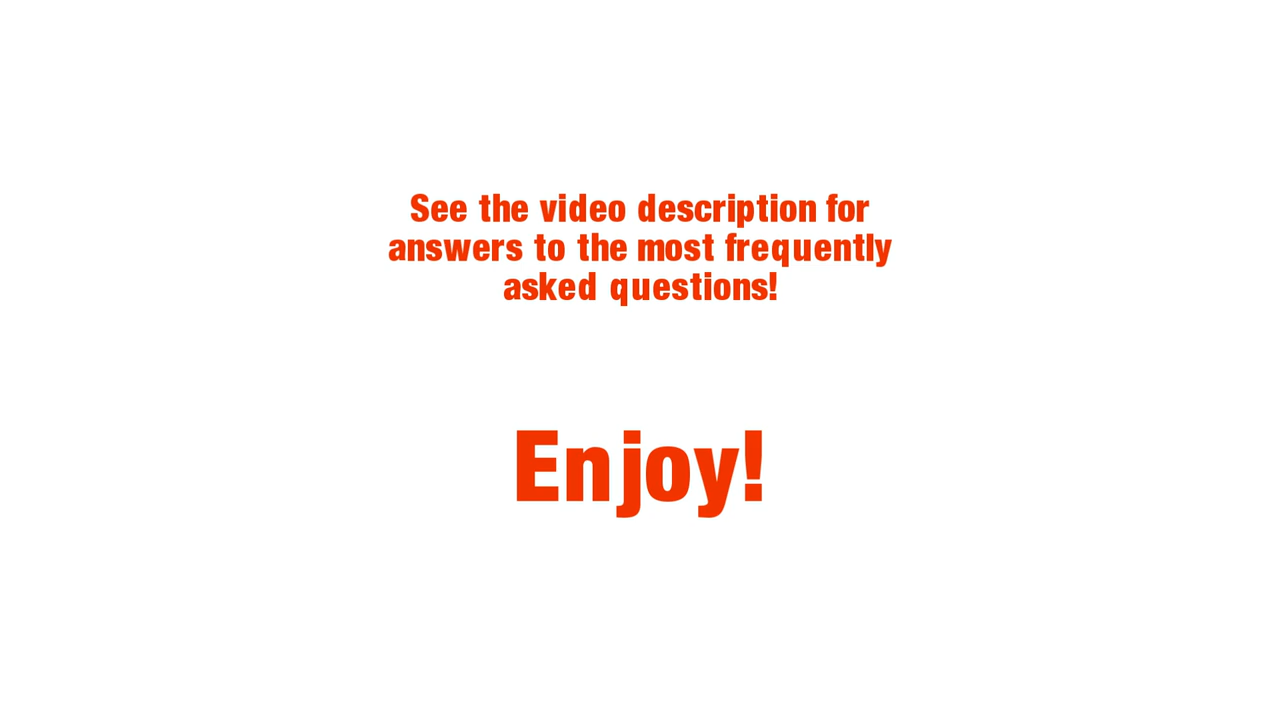 See the video description for
answers to the most frequently
asked questions!
Enjoy!